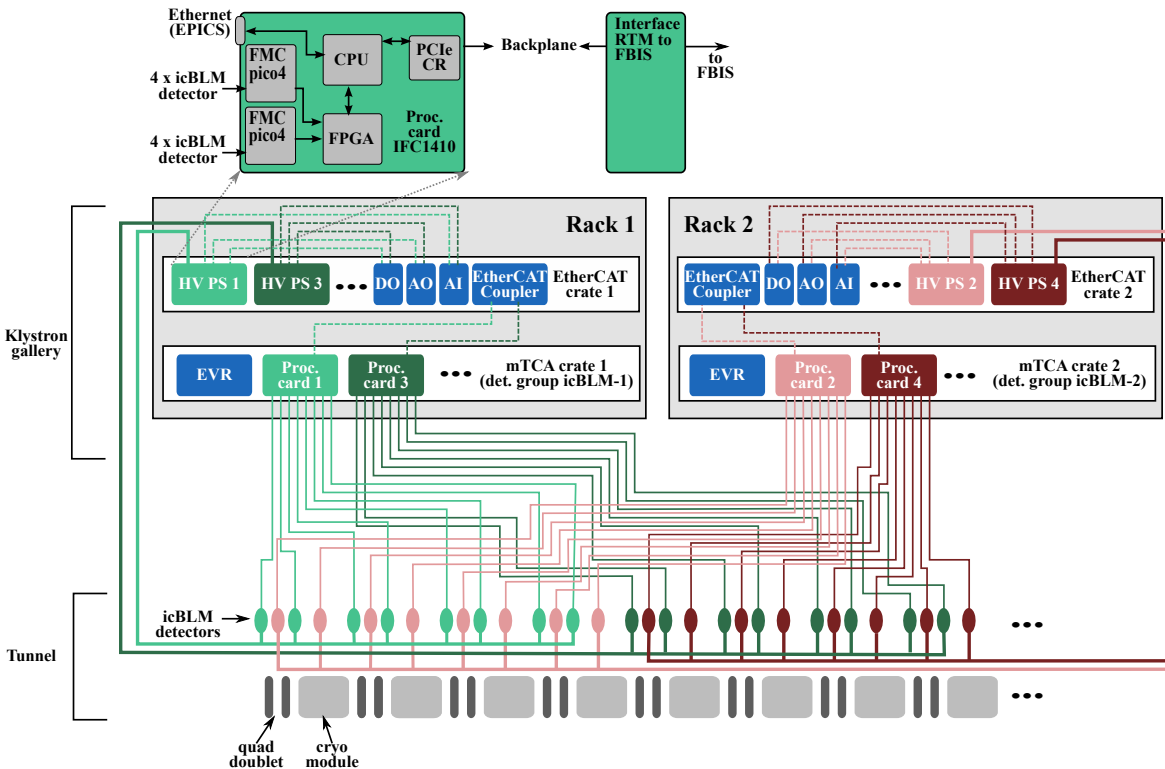 Ethernet
(EPICS)
FMC
pico4
CPU
PCIe
CR
4 x icBLM
detector
FMC
pico4
FPGA
Proc.
card
IFC1410
4 x icBLM
detector
Backplane
Interface
RTM to
FBIS
to
FBIS
Klystron
gallery
Rack 1
HV PS 1
HV PS 3
•••
DO
AO
AI
EtherCAT
Coupler
EtherCAT
crate 1
EVR
Proc.
card 1
Proc.
card 3
•••
mTCA crate 1
(det. group icBLM-1)
Rack 2
EtherCAT
Coupler
DO
AO
AI
•••
HV PS 2
HV PS 4
EtherCAT
crate 2
EVR
Proc.
card 2
Proc.
card 4
•••
mTCA crate 2
(det. group icBLM-2)
Tunnel
icBLM
detectors
•••
•••
quad
doublet
cryo
module